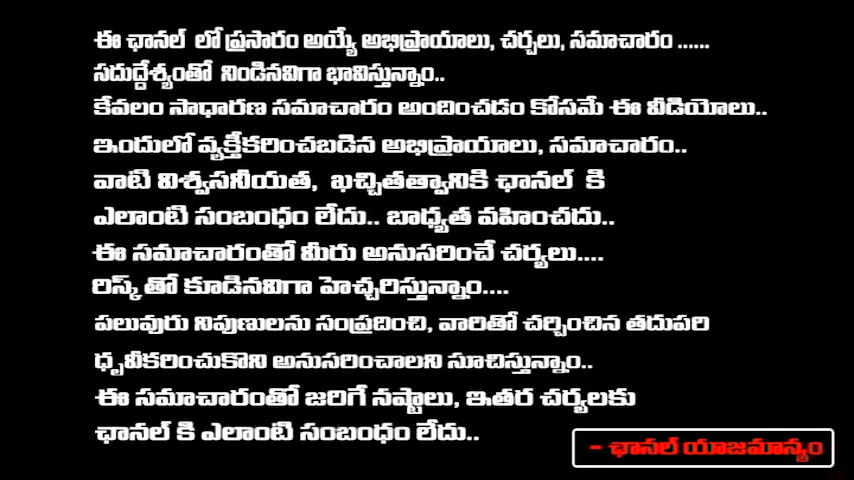 ఈ ఛానల్ లో ప్రసారం అయ్యే అభిప్రాయాలు, చర్చలు, సమాచారం ......
సదుద్దేశ్యంతో నిండినవిగా భావిస్తున్నాం..
కేవలం సాధారణ సమాచారం అందించడం కోసమే ఈ వీడియోలు..
ఇందులో వ్యక్తీకరించబడిన అభిప్రాయాలు, సమాచారం..
వాటి విశ్వసనీయత, ఖచ్చితత్వానికి ఛానల్ కి
ఎలాంటి సంబంధం లేదు.. బాధ్యత వహించదు..
ఈ సమాచారంతో మీరు అనుసరించే చర్యలు....
రిస్క్ తో కూడినవిగా హెచ్చరిస్తున్నాం....
పలువురు నిపుణులను సంప్రదించి, వారితో చర్చించిన తదుపరి
ధృవీకరించుకొని అనుసరించాలని సూచిస్తున్నాం..
ఈ సమాచారంతో జరిగే నష్టాలు, ఇతర చర్యలకు
ఛానల్ కి ఎలాంటి సంబంధం లేదు..
- ఛానల్ యాజమాన్యం